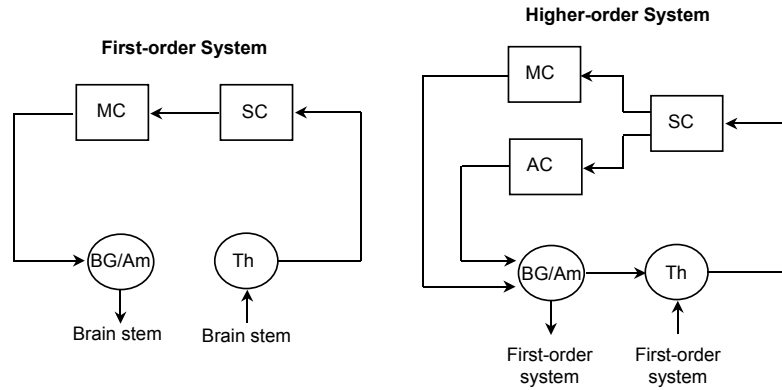 First-order System
MC
SC
BG/Am
Th
Brain stem
Brain stem
Higher-order System
MC
SC
AC
BG/Am
Th
First-order
system
First-order
system